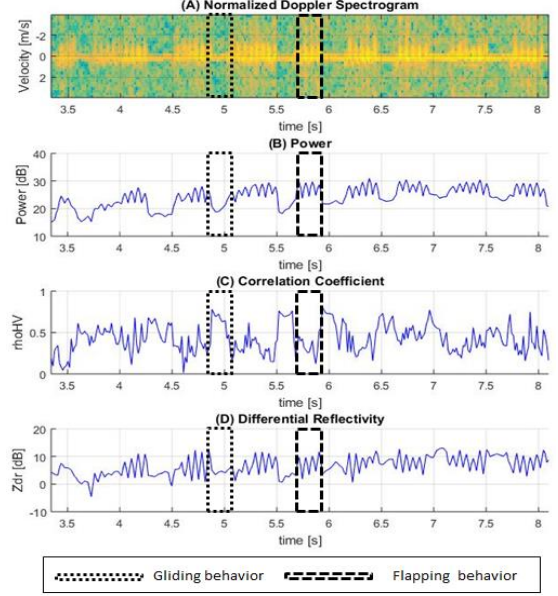 (A) Normalized Doppler Spectrogram
Velocity [m/s]
-2
0
2
3.5 4 4.5 5 5.5 6 6.5 7 7.5 8
time [s]
(B) Power
Power [dB]
40
30
20
10
3.5 4 4.5 5 5.5 6 6.5 7 7.5 8
time [s]
(C) Correlation Coefficient
rhoHV
1
0.5
0
3.5 4 4.5 5 5.5 6 6.5 7 7.5 8
time [s]
(D) Differential Reflectivity
Zdr [dB]
20
10
0
-10
3.5 4 4.5 5 5.5 6 6.5 7 7.5 8
time [s]
Gliding behavior Flapping behavior